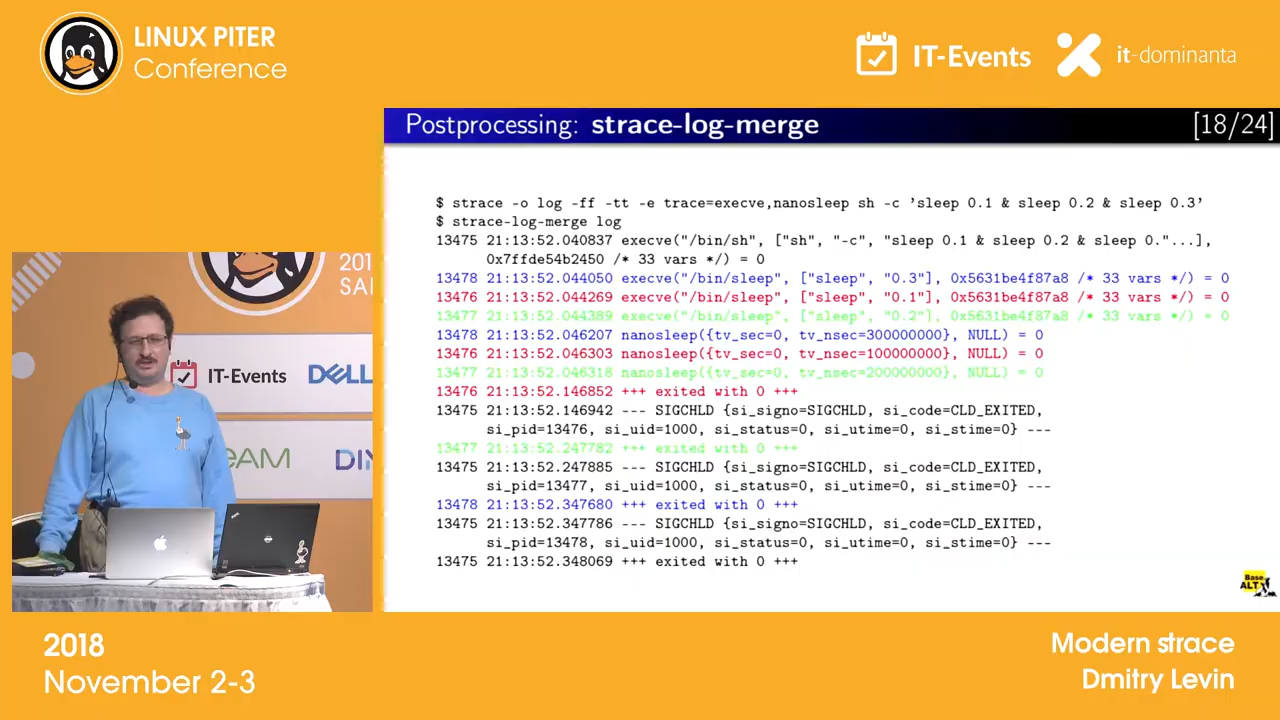 LINUX PITER
Conference
IT-Events
it-dominanta
Postprocessing: strace-log-merge
[18/24]
$ strace -o log -ff -tt -e trace=execve,nanosleep sh -c ’sleep 0.1 & sleep 0.2 & sleep 0.3’
$ strace-log-merge log
13475 21:13:52.040837 execve("/bin/sh", ["sh", "-c", "sleep 0.1 & sleep 0.2 & sleep 0."...],
0x7ffde54b2450 /* 33 vars */) = 0
13478 21:13:52.044050 execve("/bin/sleep", ["sleep", "0.3"], 0x5631be4f87a8 /* 33 vars */) = 0
13476 21:13:52.044269 execve("/bin/sleep", ["sleep", "0.1"], 0x5631be4f87a8 /* 33 vars */) = 0
13477 21:13:52.044389 execve("/bin/sleep", ["sleep", "0.2"], 0x5631be4f87a8 /* 33 vars */) = 0
13478 21:13:52.046207 nanosleep({tv_sec=0, tv_nsec=300000000}, NULL) = 0
13476 21:13:52.046303 nanosleep({tv_sec=0, tv_nsec=100000000}, NULL) = 0
13477 21:13:52.046318 nanosleep({tv_sec=0, tv_nsec=200000000}, NULL) = 0
13476 21:13:52.146852 +++ exited with 0 +++
13475 21:13:52.146942 --- SIGCHLD {si_signo=SIGCHLD, si_code=CLD_EXITED,
si_pid=13476, si_uid=1000, si_status=0, si_utime=0, si_stime=0} ---
13477 21:13:52.247782 +++ exited with 0 +++
13475 21:13:52.247885 --- SIGCHLD {si_signo=SIGCHLD, si_code=CLD_EXITED,
si_pid=13477, si_uid=1000, si_status=0, si_utime=0, si_stime=0} ---
13478 21:13:52.347680 +++ exited with 0 +++
13475 21:13:52.347786 --- SIGCHLD {si_signo=SIGCHLD, si_code=CLD_EXITED,
si_pid=13478, si_uid=1000, si_status=0, si_utime=0, si_stime=0} ---
13475 21:13:52.348069 +++ exited with 0 +++
Base
ALT
201
SA
IT-Events
DELL
EAM
DI
2018
November 2-3
Modern strace
Dmitry Levin